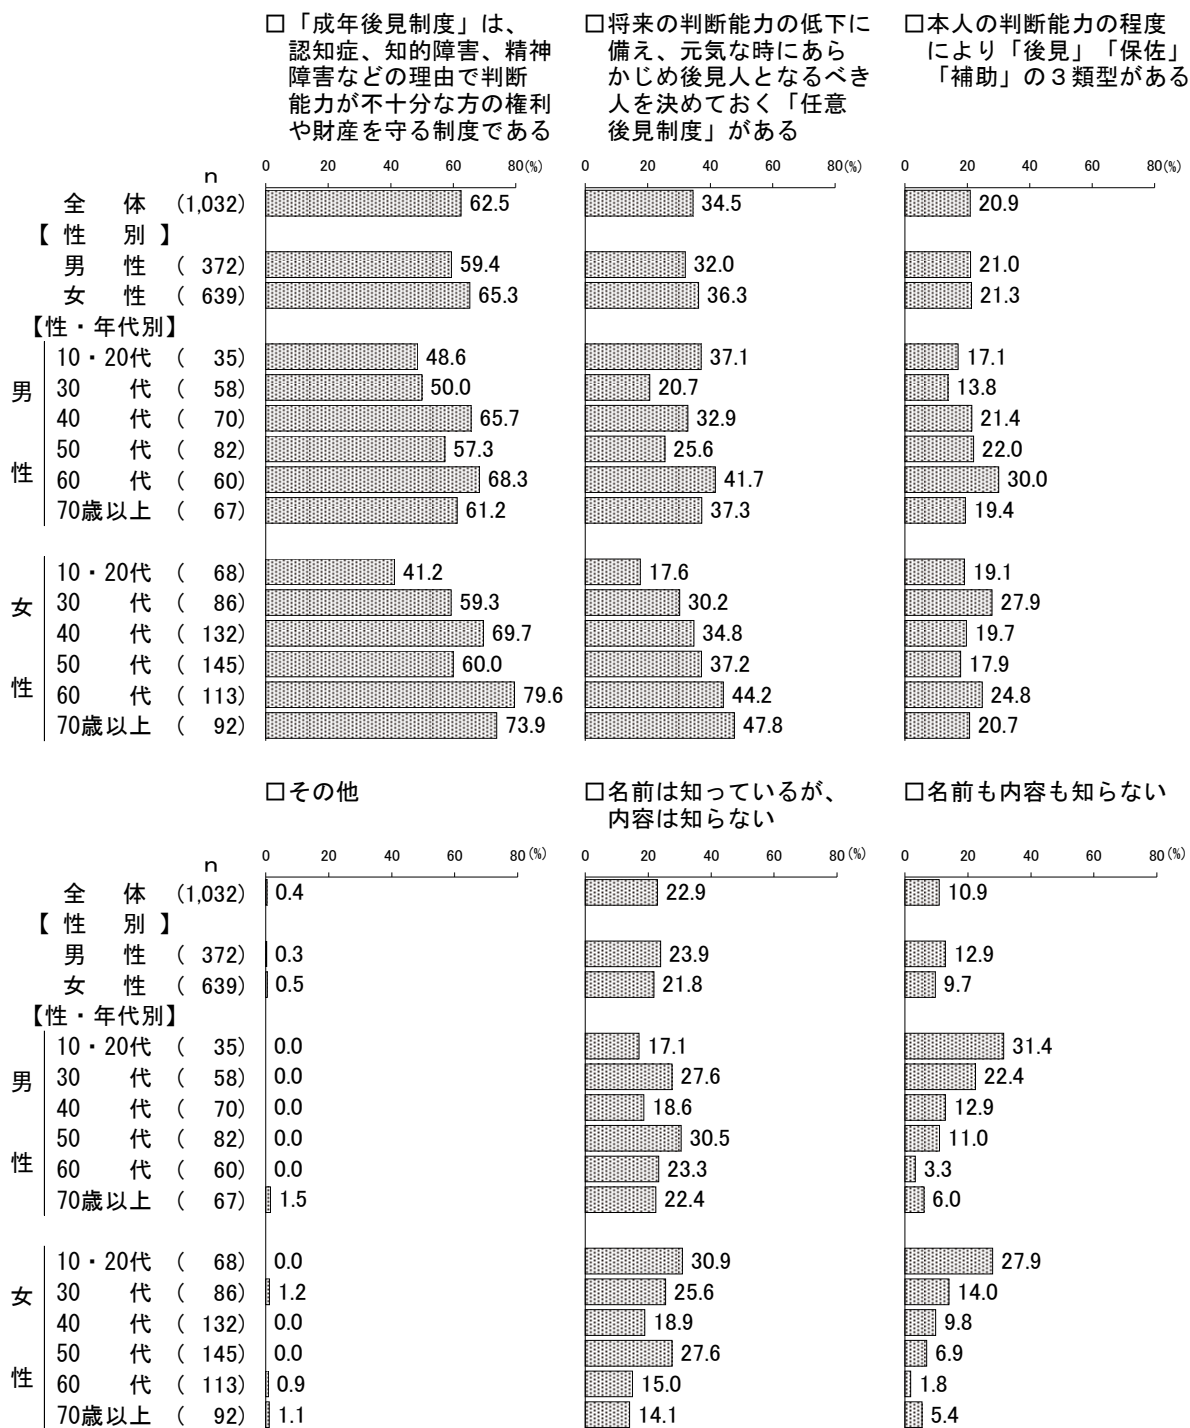 □「成年後見制度」は、
認知症、知的障害、精神
障害などの理由で判断
能力が不十分な方の権利
や財産を守る制度である
□将来の判断能力の低下に
備え、元気な時にあら
かじめ後見人となるべき
人を決めておく「任意
後見制度」がある
□本人の判断能力の程度
により「後見」「保佐」
「補助」の3類型がある
n 0 20 40 60 80(%) 0 20 40 60 80(%) 0 20 40 60 80(%)
全 体 (1,032) 62.5 34.5 20.9
【 性 別 】
男 性 ( 372) 59.4 32.0 21.0
女 性 ( 639) 65.3 36.3 21.3
【性・年代別】
男性
10・20代 ( 35) 48.6 37.1 17.1
30 代 ( 58) 50.0 20.7 13.8
40 代 ( 70) 65.7 32.9 21.4
50 代 ( 82) 57.3 25.6 22.0
60 代 ( 60) 68.3 41.7 30.0
70歳以上 ( 67) 61.2 37.3 19.4
女性
10・20代 ( 68) 41.2 17.6 19.1
30 代 ( 86) 59.3 30.2 27.9
40 代 ( 132) 69.7 34.8 19.7
50 代 ( 145) 60.0 37.2 17.9
60 代 ( 113) 79.6 44.2 24.8
70歳以上 ( 92) 73.9 47.8 20.7
□その他
□名前は知っているが、
内容は知らない
□名前も内容も知らない
n 0 20 40 60 80(%) 0 20 40 60 80(%) 0 20 40 60 80(%)
全 体 (1,032) 0.4 22.9 10.9
【 性 別 】
男 性 ( 372) 0.3 23.9 12.9
女 性 ( 639) 0.5 21.8 9.7
【性・年代別】
男性
10・20代 ( 35) 0.0 17.1 31.4
30 代 ( 58) 0.0 27.6 22.4
40 代 ( 70) 0.0 18.6 12.9
50 代 ( 82) 0.0 30.5 11.0
60 代 ( 60) 0.0 23.3 3.3
70歳以上 ( 67) 1.5 22.4 6.0
女性
10・20代 ( 68) 0.0 30.9 27.9
30 代 ( 86) 1.2 25.6 14.0
40 代 ( 132) 0.0 18.9 9.8
50 代 ( 145) 0.0 27.6 6.9
60 代 ( 113) 0.9 15.0 1.8
70歳以上 ( 92) 1.1 14.1 5.4